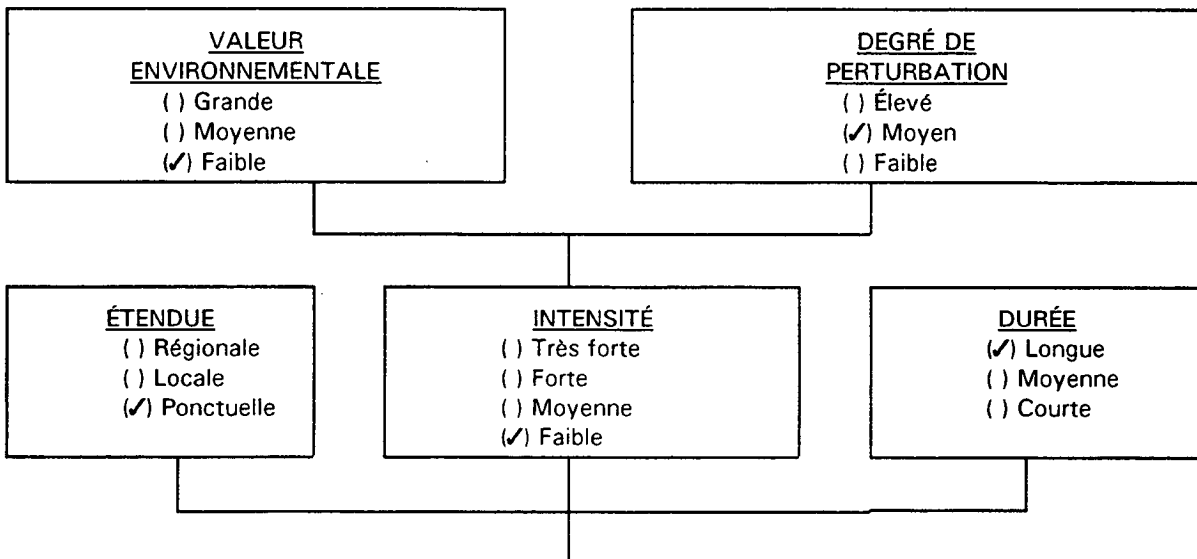 VALEUR
ENVIRONNEMENTALE
( ) Grande
( ) Moyenne
(✓) Faible
DEGRÉ DE
PERTURBATION
( ) Élevé
(✓) Moyen
( ) Faible
ÉTENDUE
( ) Régionale
( ) Locale
(✓) Ponctuelle
INTENSITÉ
( ) Très forte
( ) Forte
( ) Moyenne
(✓) Faible
DURÉE
(✓) Longue
( ) Moyenne
( ) Courte